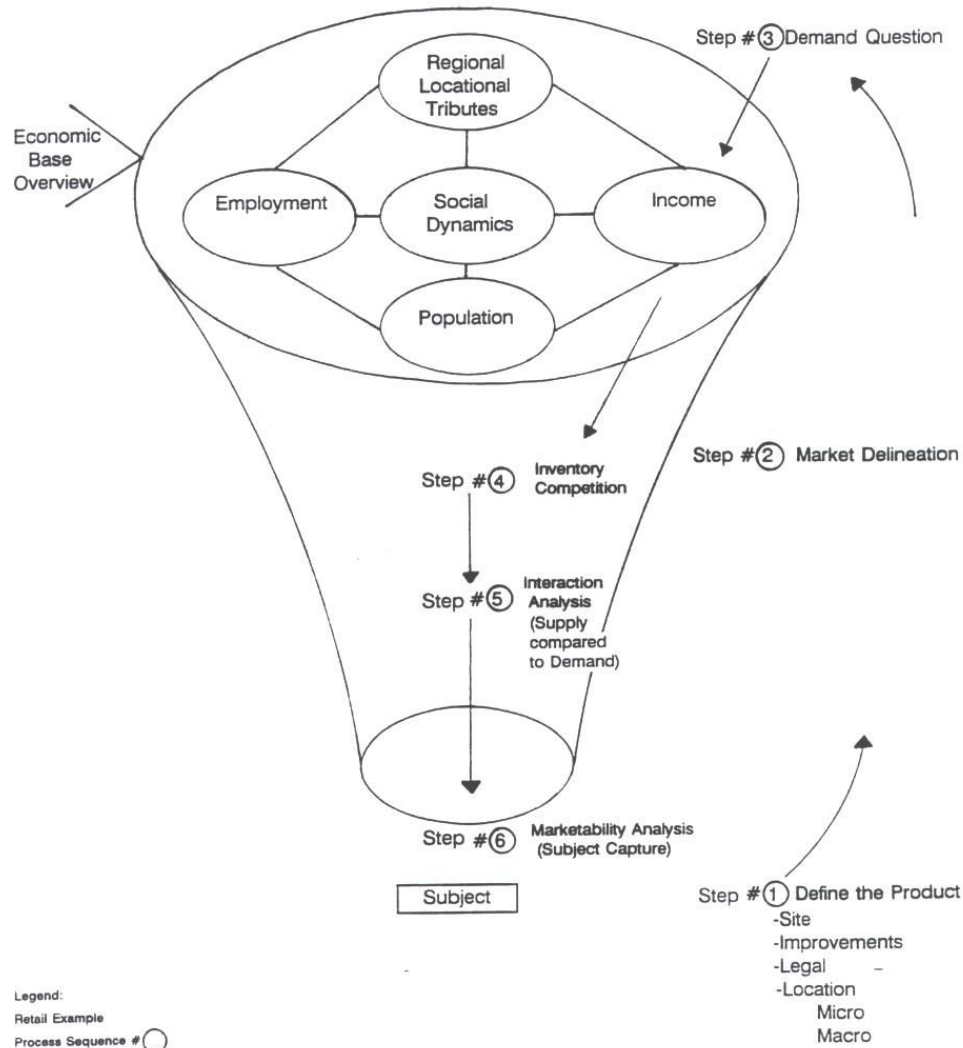 Step #③ Demand Question
Regional
Locational
Tributes
Economic
Base
Overview
Employment
Social
Dynamics
Income
Population
Step #② Market Delineation
Step #④ Inventory
Competition
Step #⑤ Interaction
Analysis
(Supply
compared
to Demand)
Step #⑥ Marketability Analysis
(Subject Capture)
Subject
Step #① Define the Product
-Site
-Improvements
-Legal
-Location
Micro
Macro
Legend:
Retail Example
Process Sequence #◯